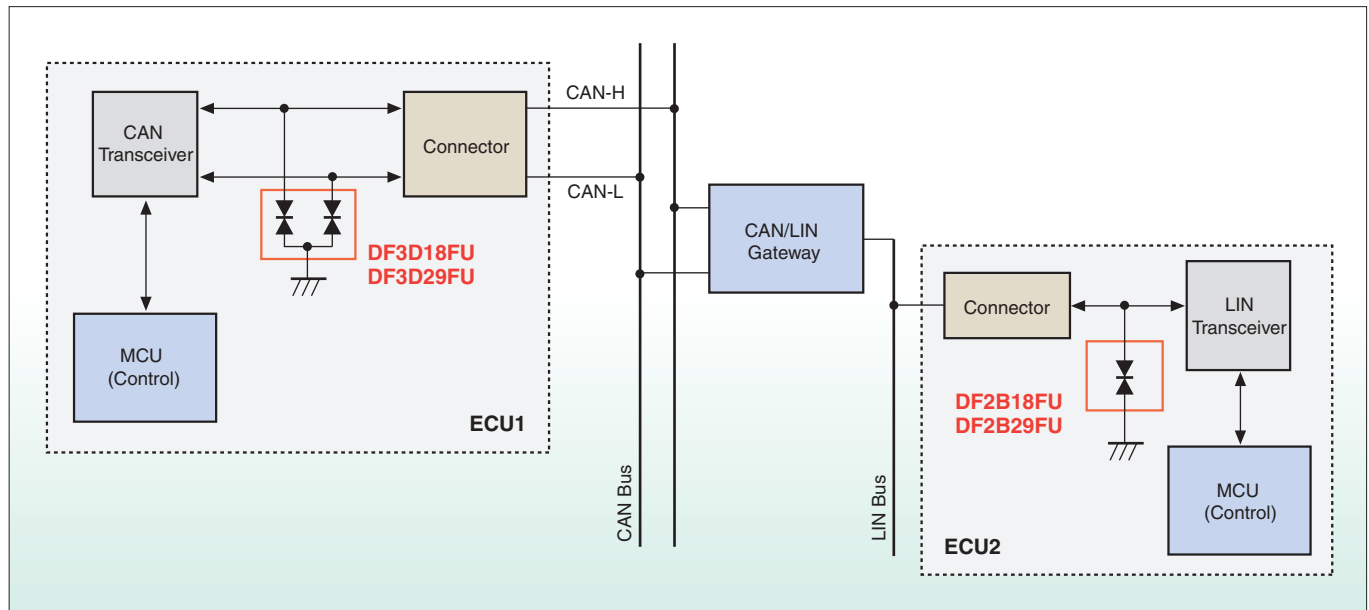 CAN
Transceiver
Connector
MCU
(Control)
DF3D18FU
DF3D29FU
ECU1
CAN-H
CAN-L
CAN Bus
CAN/LIN
Gateway
LIN Bus
Connector
LIN
Transceiver
DF2B18FU
DF2B29FU
MCU
(Control)
ECU2